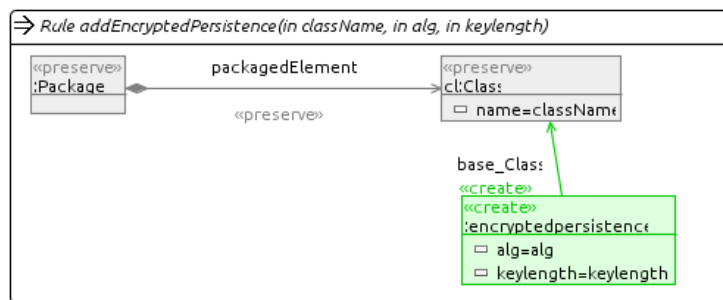 Rule addEncryptedPersistence(in className, in alg, in keylength)
«preserve»
:Package
packagedElement
«preserve»
«preserve»
cl:Class
name=className
base_Class
«create»
«create»
:encryptedpersistence
alg=alg
keylength=keylength